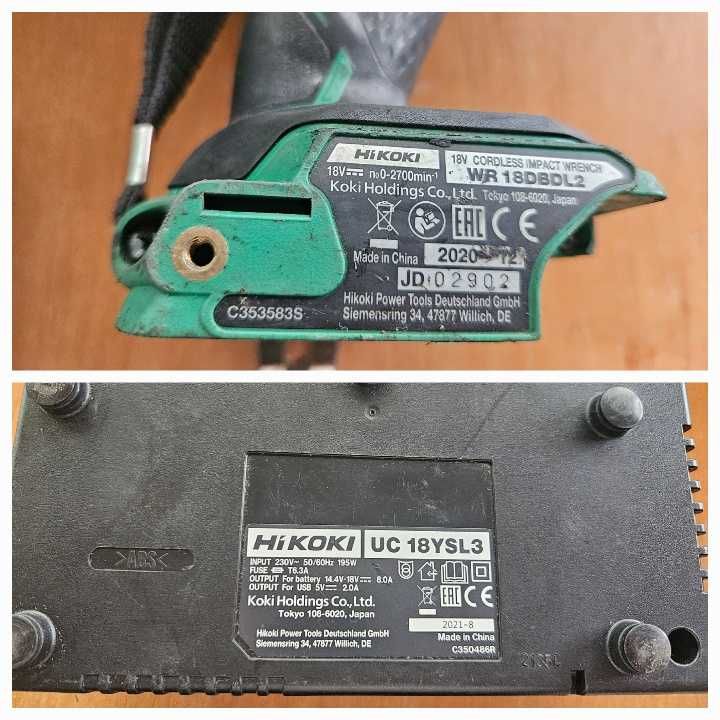 HiKOKI
18V CORDLESS IMPACT WRENCH
18V⎓ n₀0-2700min⁻¹
WR 18DBDL2
Koki Holdings Co., Ltd. Tokyo 108-6020, Japan
EAC CE
Made in China 2020 12
JD 02902
C353583S
Hikoki Power Tools Deutschland GmbH
Siemensring 34, 47877 Willich, DE
HiKOKI UC 18YSL3
INPUT 230V~ 50/60Hz 195W
FUSE T6.3A
OUTPUT For battery 14.4V-18V⎓ 8.0A
OUTPUT For USB 5V⎓ 2.0A
Koki Holdings Co., Ltd.
Tokyo 108-6020, Japan
EAC CE
2021-8
Hikoki Power Tools Deutschland GmbH
Siemensring 34, 47877 Willich, DE
Made in China
C350486R
>ABS<